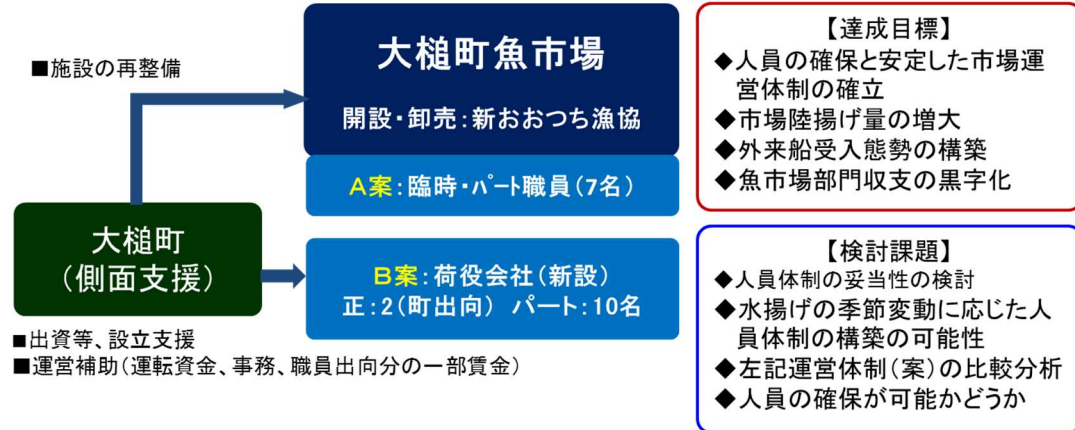 ■施設の再整備
大槌町魚市場
開設・卸売:新おおつち漁協
A案:臨時・パート職員(7名)
大槌町
(側面支援)
B案:荷役会社(新設)
正:2(町出向) パート:10名
■出資等、設立支援
■運営補助(運転資金、事務、職員出向分の一部賃金)
【達成目標】
◆人員の確保と安定した市場運
営体制の確立
◆市場陸揚げ量の増大
◆外来船受入態勢の構築
◆魚市場部門収支の黒字化
【検討課題】
◆人員体制の妥当性の検討
◆水揚げの季節変動に応じた人
員体制の構築の可能性
◆左記運営体制(案)の比較分析
◆人員の確保が可能かどうか